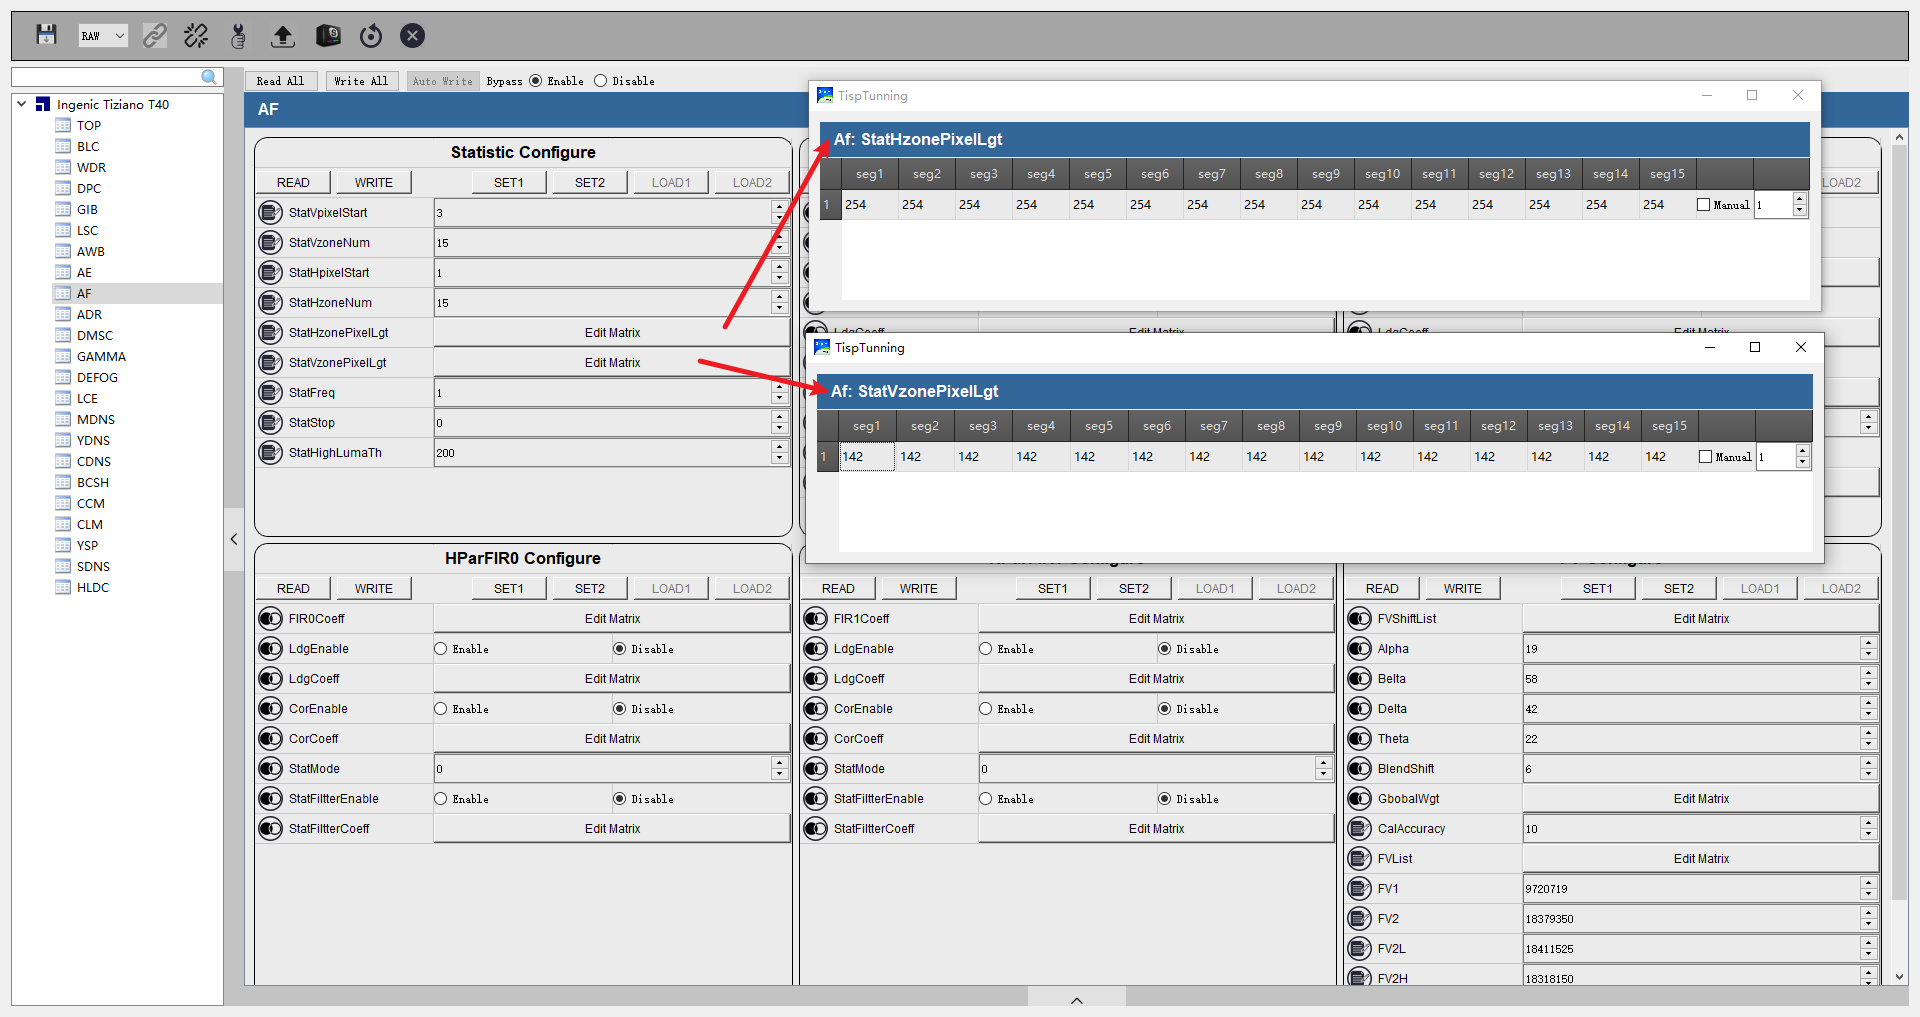 RAW
Read All Write All Auto Write Bypass Enable Disable
Ingenic Tiziano T40
TOP
BLC
WDR
DPC
GIB
LSC
AWB
AE
AF
ADR
DMSC
GAMMA
DEFOG
LCE
MDNS
YDNS
CDNS
BCSH
CCM
CLM
YSP
SDNS
HLDC
AF
Statistic Configure
READ WRITE SET1 SET2 LOAD1 LOAD2
StatVpixelStart 3
StatVzoneNum 15
StatHpixelStart 1
StatHzoneNum 15
StatHzonePixelLgt Edit Matrix
StatVzonePixelLgt Edit Matrix
StatFreq 1
StatStop 0
StatHighLumaTh 200
TispTunning
Af: StatHzonePixelLgt
seg1 seg2 seg3 seg4 seg5 seg6 seg7 seg8 seg9 seg10 seg11 seg12 seg13 seg14 seg15
1 254 254 254 254 254 254 254 254 254 254 254 254 254 254 254 Manual 1
LOAD2
LdgCoeff Edit Matrix LdgCoeff Edit Matrix
TispTunning
Af: StatVzonePixelLgt
seg1 seg2 seg3 seg4 seg5 seg6 seg7 seg8 seg9 seg10 seg11 seg12 seg13 seg14 seg15
1 142 142 142 142 142 142 142 142 142 142 142 142 142 142 142 Manual 1
HParFIR0 Configure
READ WRITE SET1 SET2 LOAD1 LOAD2
FIR0Coeff Edit Matrix
LdgEnable Enable Disable
LdgCoeff Edit Matrix
CorEnable Enable Disable
CorCoeff Edit Matrix
StatMode 0
StatFiltterEnable Enable Disable
StatFiltterCoeff Edit Matrix
READ WRITE SET1 SET2 LOAD1 LOAD2
FIR1Coeff Edit Matrix
LdgEnable Enable Disable
LdgCoeff Edit Matrix
CorEnable Enable Disable
CorCoeff Edit Matrix
StatMode 0
StatFiltterEnable Enable Disable
StatFiltterCoeff Edit Matrix
READ WRITE SET1 SET2 LOAD1 LOAD2
FVShiftList Edit Matrix
Alpha 19
Belta 58
Delta 42
Theta 22
BlendShift 6
GbobalWgt Edit Matrix
CalAccuracy 10
FVList Edit Matrix
FV1 9720719
FV2 18379350
FV2L 18411525
FV2H 18318150